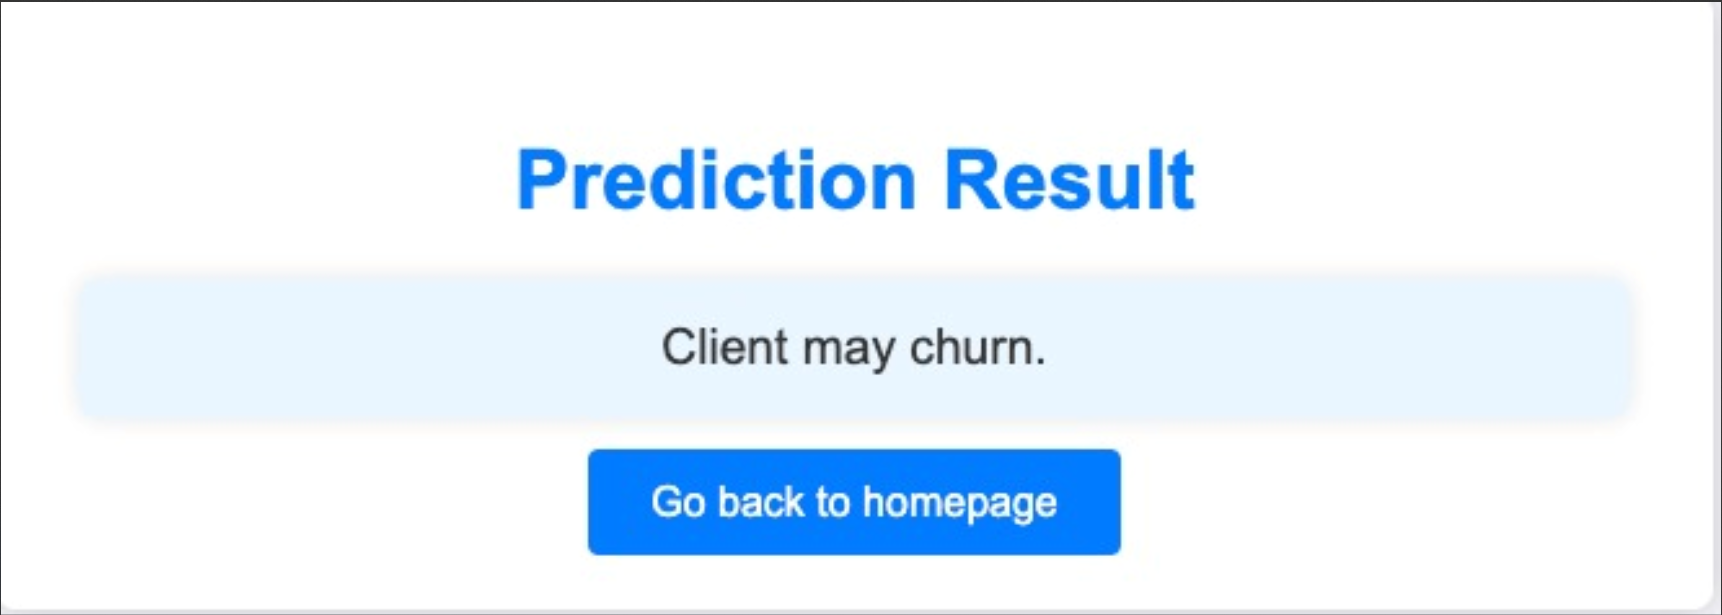 Prediction Result
Client may churn.
Go back to homepage